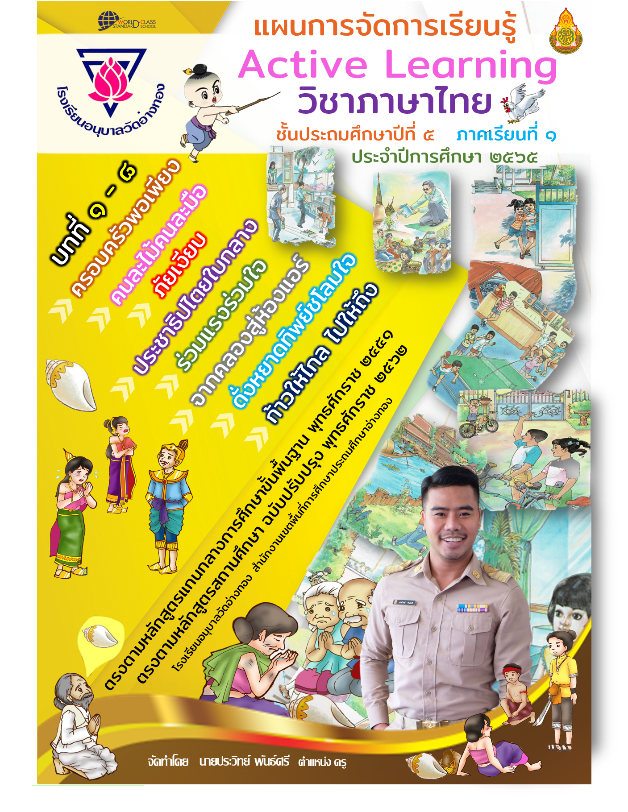 WORLD CLASS
STANDARD SCHOOL
โรงเรียนอนุบาลวัดอ่างทอง
แผนการจัดการเรียนรู้
Active Learning
วิชาภาษาไทย
ชั้นประถมศึกษาปีที่ ๕ ภาคเรียนที่ ๑
ประจำปีการศึกษา ๒๕๖๕
บทที่ ๑ - ๘
ครอบครัวพอเพียง
คนละไม้คนละมือ
ภัยเงียบ
ประชาธิปไตยใบกลาง
ร่วมแรงร่วมใจ
จากคลองสู่ห้องแอร์
ดั่งหยาดทิพย์ชโลมใจ
ก้าวให้ไกล ไปให้ถึง
ตรงตามหลักสูตรแกนกลางการศึกษาขั้นพื้นฐาน พุทธศักราช ๒๕๕๑
ตรงตามหลักสูตรสถานศึกษา ฉบับปรับปรุง พุทธศักราช ๒๕๖๒
โรงเรียนอนุบาลวัดอ่างทอง สำนักงานเขตพื้นที่การศึกษาประถมศึกษาอ่างทอง
จัดทำโดย นายประวิทย์ พันธ์ศรี ตำแหน่ง ครู